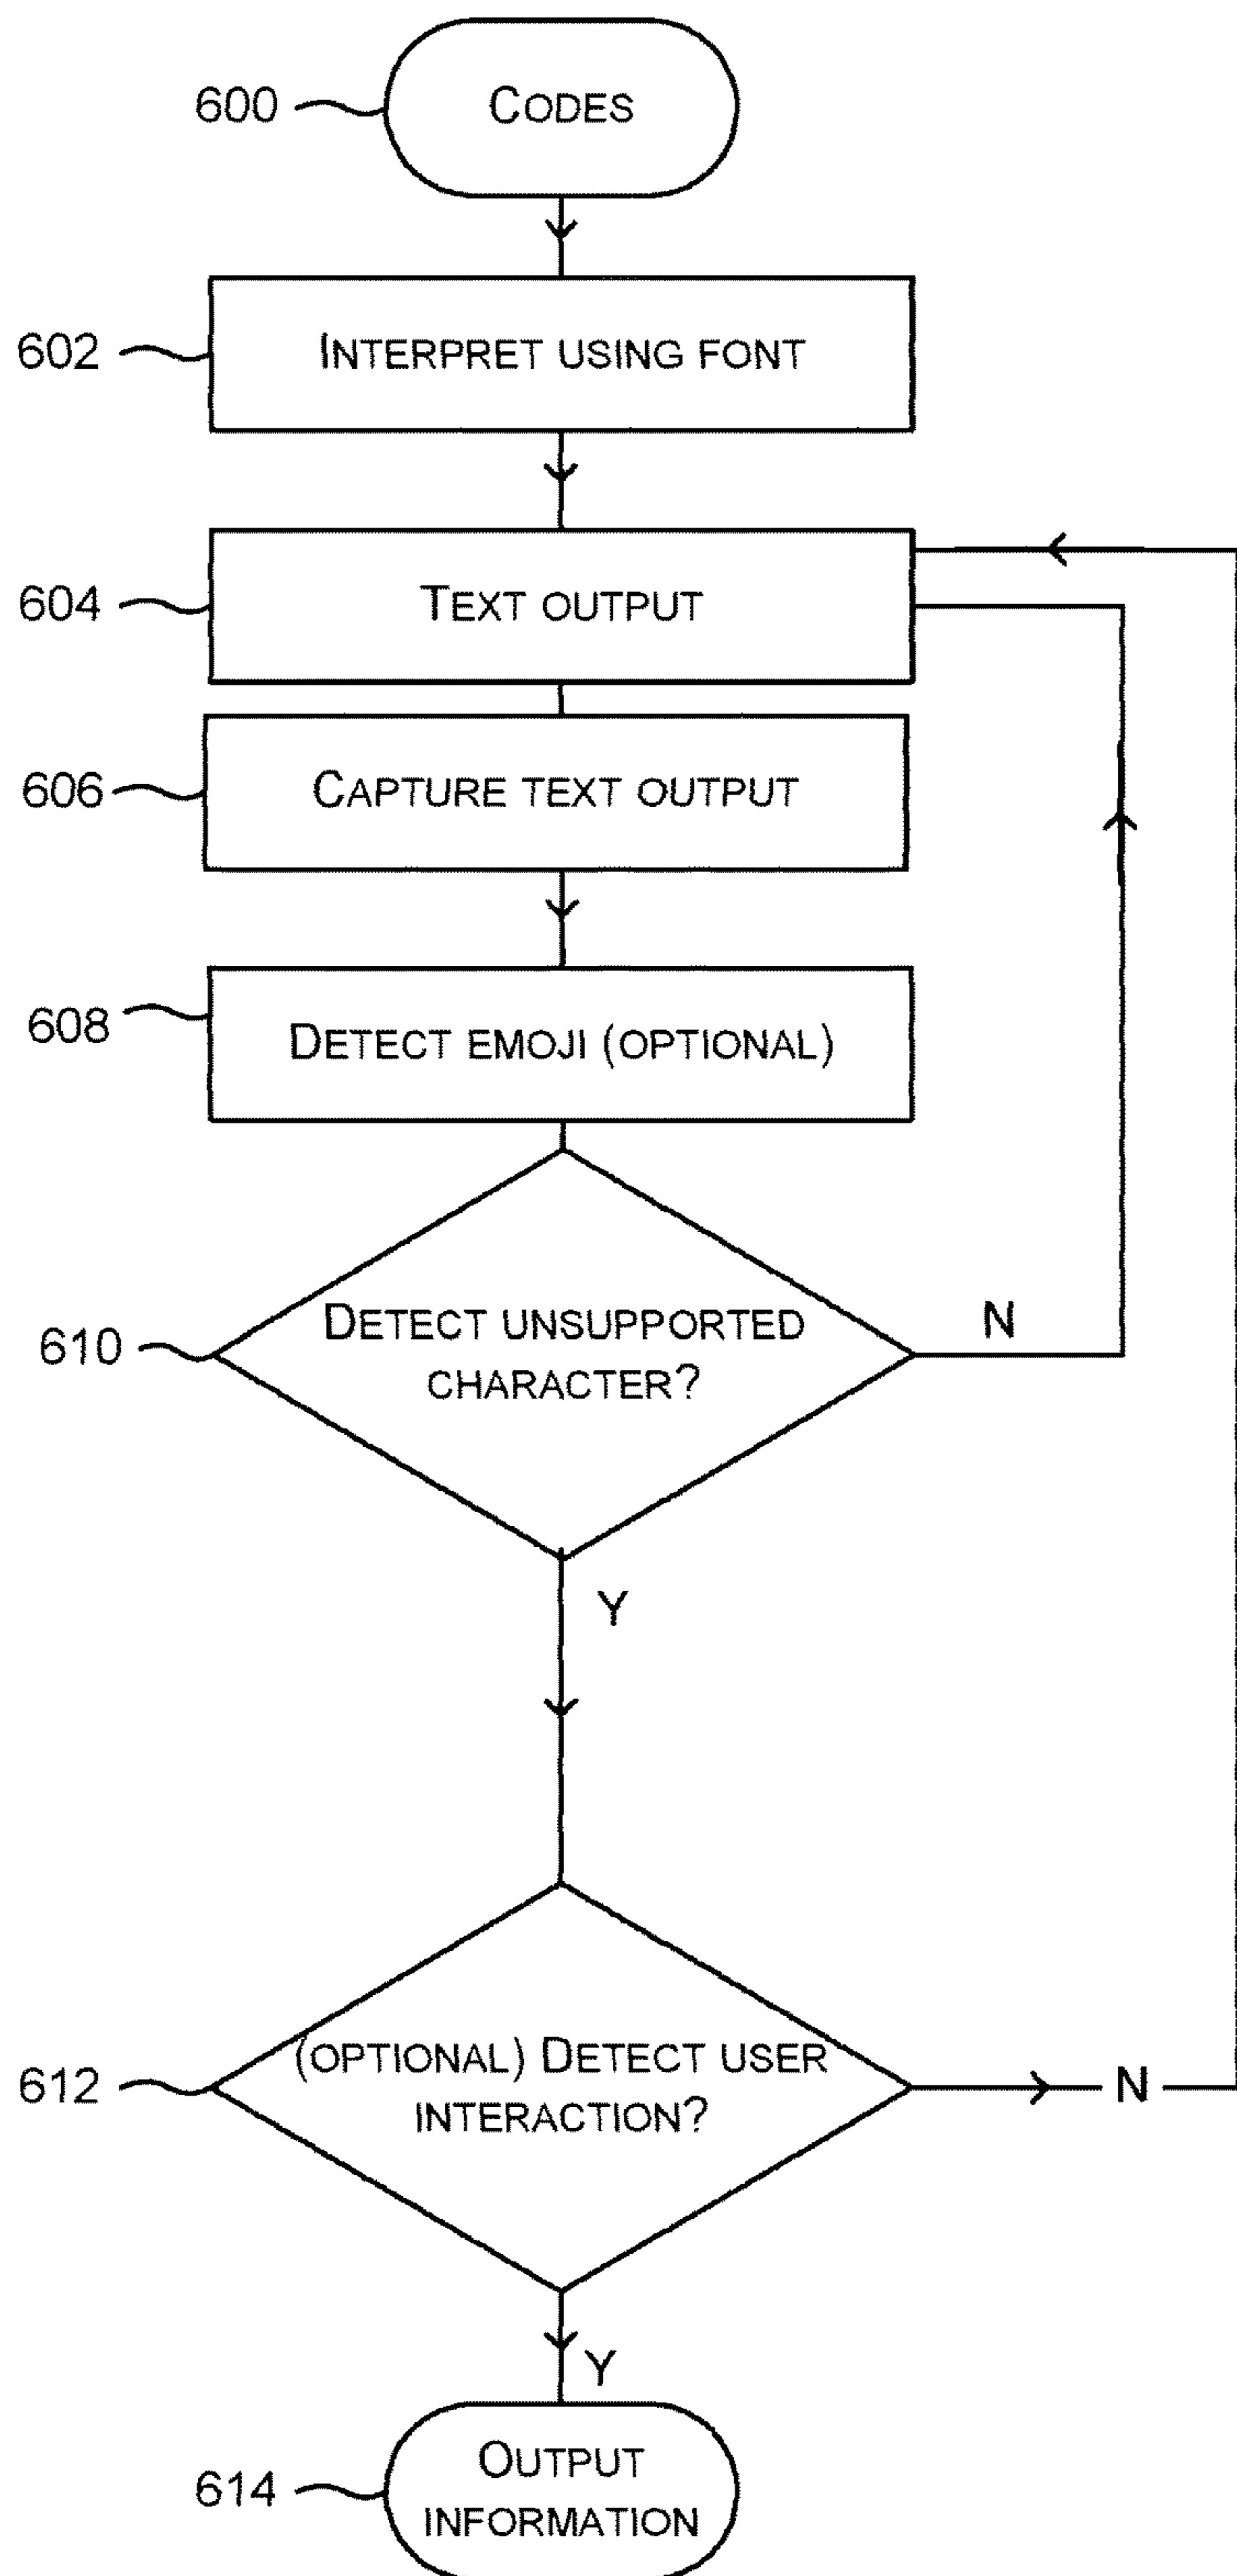 600
CODES
602
INTERPRET USING FONT
604
TEXT OUTPUT
606
CAPTURE TEXT OUTPUT
608
DETECT EMOJI (OPTIONAL)
610
DETECT UNSUPPORTED
CHARACTER?
N
Y
612
(OPTIONAL) DETECT USER
INTERACTION?
N
Y
614
OUTPUT
INFORMATION